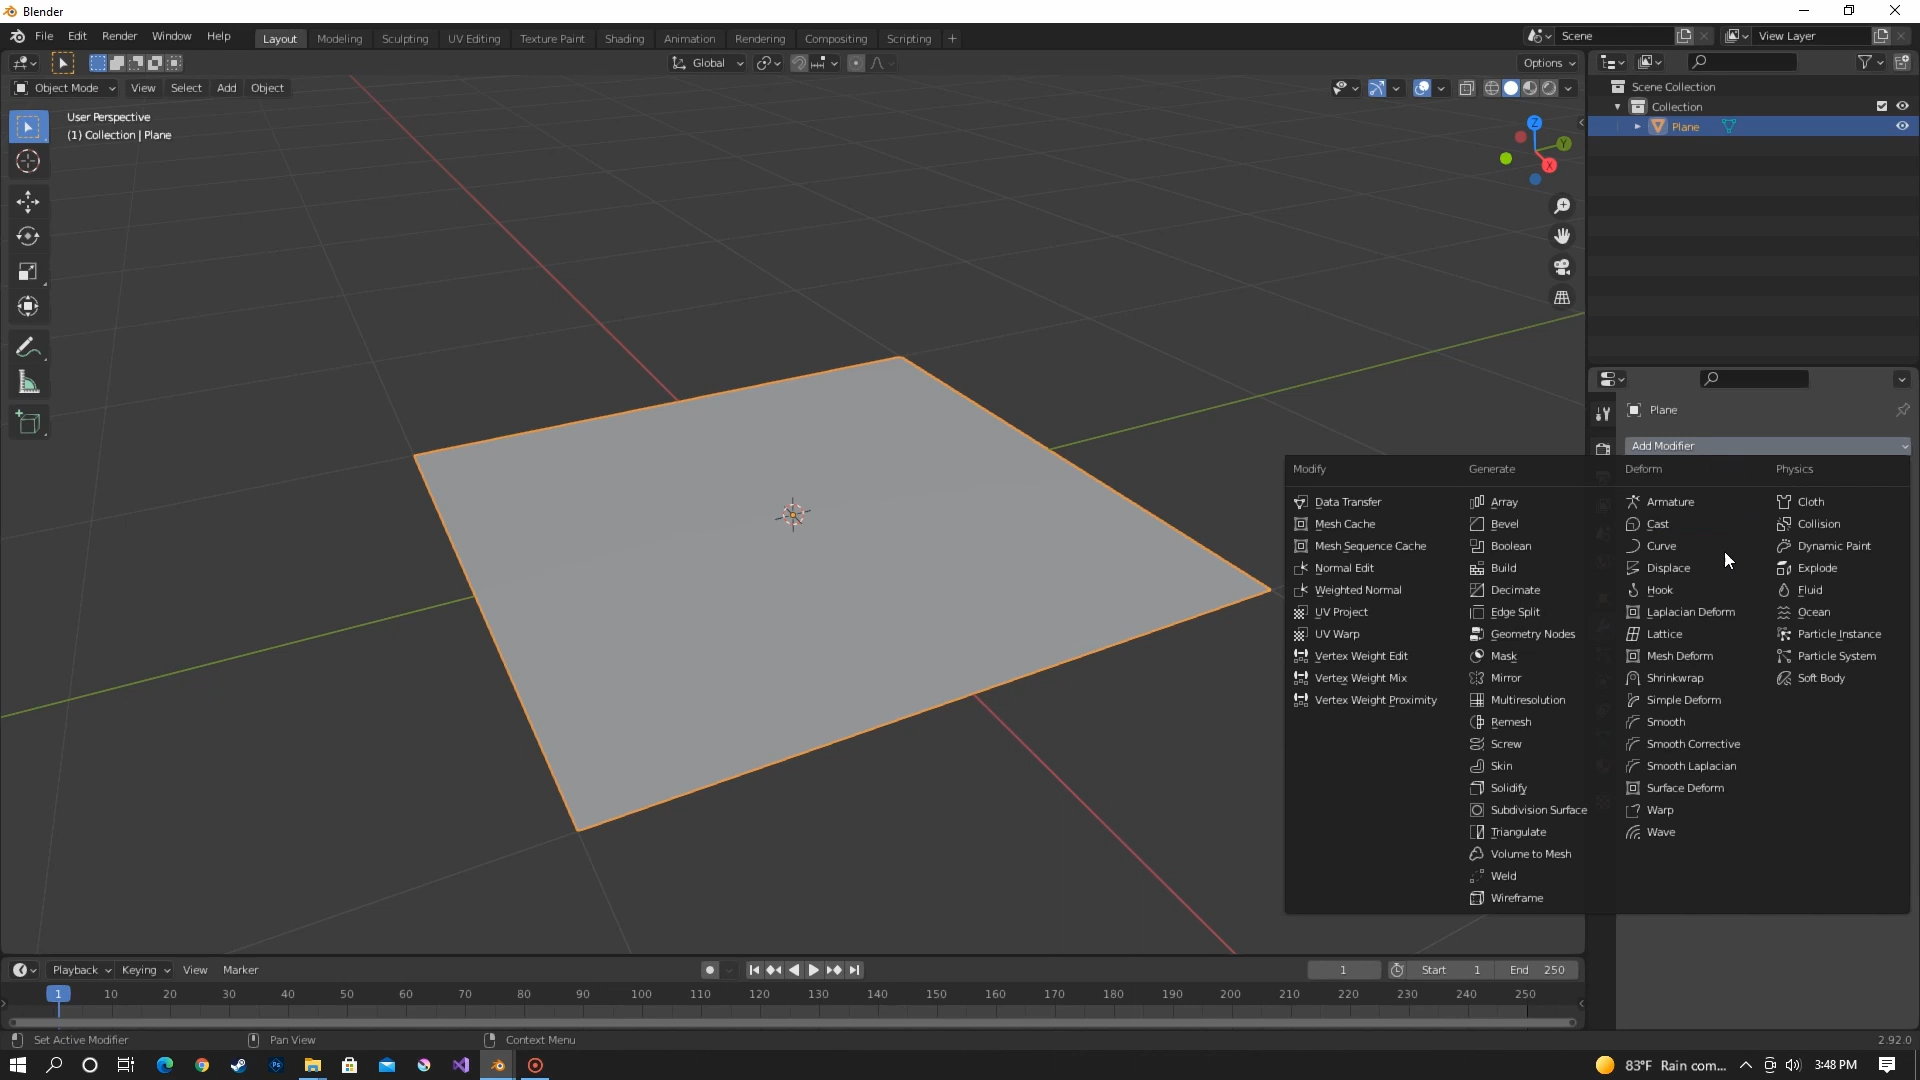 Blender
File Edit Render Window Help Layout Modeling Sculpting UV Editing Texture Paint Shading Animation Rendering Compositing Scripting + Scene View Layer
Global Options
Object Mode View Select Add Object
User Perspective
(1) Collection | Plane
Z
Y
X
Scene Collection
Collection
Plane
Plane
Add Modifier
Modify Generate Deform Physics
Data Transfer Array Armature Cloth
Mesh Cache Bevel Cast Collision
Mesh Sequence Cache Boolean Curve Dynamic Paint
Normal Edit Build Displace Explode
Weighted Normal Decimate Hook Fluid
UV Project Edge Split Laplacian Deform Ocean
UV Warp Geometry Nodes Lattice Particle Instance
Vertex Weight Edit Mask Mesh Deform Particle System
Vertex Weight Mix Mirror Shrinkwrap Soft Body
Vertex Weight Proximity Multiresolution Simple Deform
Remesh Smooth
Screw Smooth Corrective
Skin Smooth Laplacian
Solidify Surface Deform
Subdivision Surface Warp
Triangulate Wave
Volume to Mesh
Weld
Wireframe
Playback Keying View Marker 1 Start 1 End 250
1 10 20 30 40 50 60 70 80 90 100 110 120 130 140 150 160 170 180 190 200 210 220 230 240 250
Set Active Modifier Pan View Context Menu 2.92.0
Ps 83°F Rain com... 3:48 PM